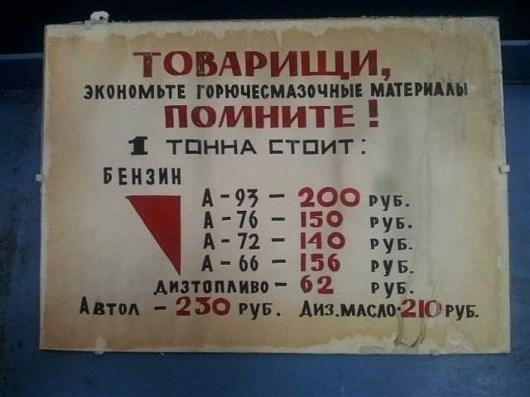 ТОВАРИЩИ,
ЭКОНОМЬТЕ ГОРЮЧЕСМАЗОЧНЫЕ МАТЕРИАЛЫ
ПОМНИТЕ!
1 ТОННА СТОИТ:
БЕНЗИН
А-93 - 200 РУБ.
А-76 - 150 РУБ.
А-72 - 140 РУБ.
А-66 - 156 РУБ.
ДИЗТОПЛИВО - 62 РУБ.
АВТОЛ - 230 РУБ. ДИЗ.МАСЛО-210 РУБ.